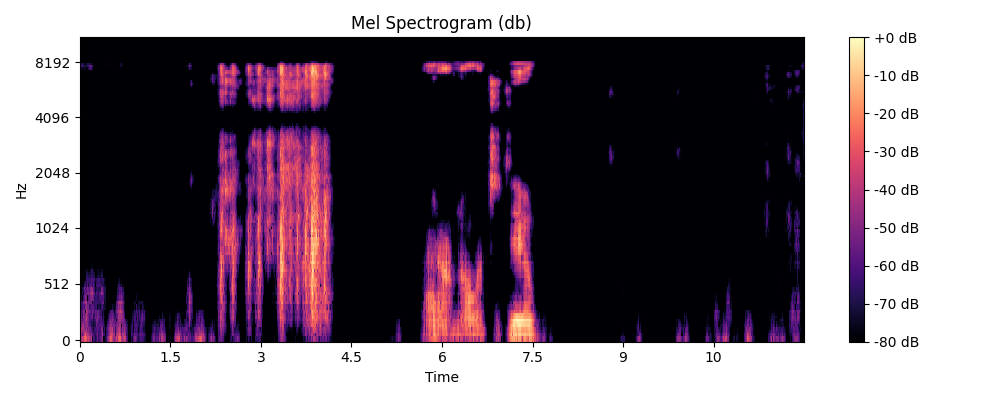 Mel Spectrogram (db)
Hz
8192
4096
2048
1024
512
0
0 1.5 3 4.5 6 7.5 9 10
Time
+0 dB
-10 dB
-20 dB
-30 dB
-40 dB
-50 dB
-60 dB
-70 dB
-80 dB